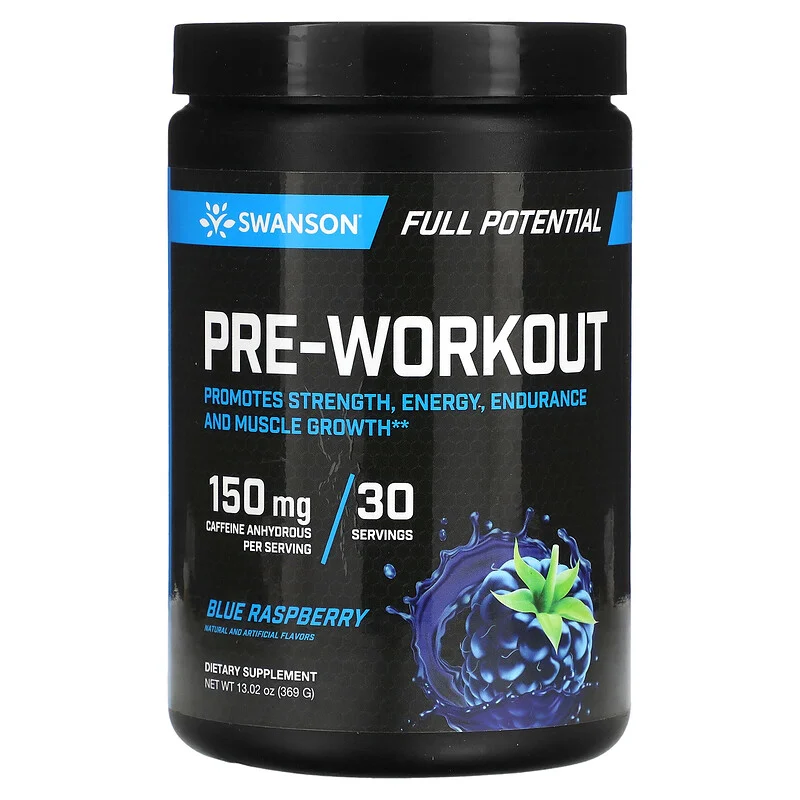 SWANSON®
FULL POTENTIAL
PRE-WORKOUT
PROMOTES STRENGTH, ENERGY, ENDURANCE
AND MUSCLE GROWTH**
150 mg
CAFFEINE ANHYDROUS
PER SERVING
30
SERVINGS
BLUE RASPBERRY
NATURAL AND ARTIFICIAL FLAVORS
DIETARY SUPPLEMENT
NET WT 13.02 oz (369 G)